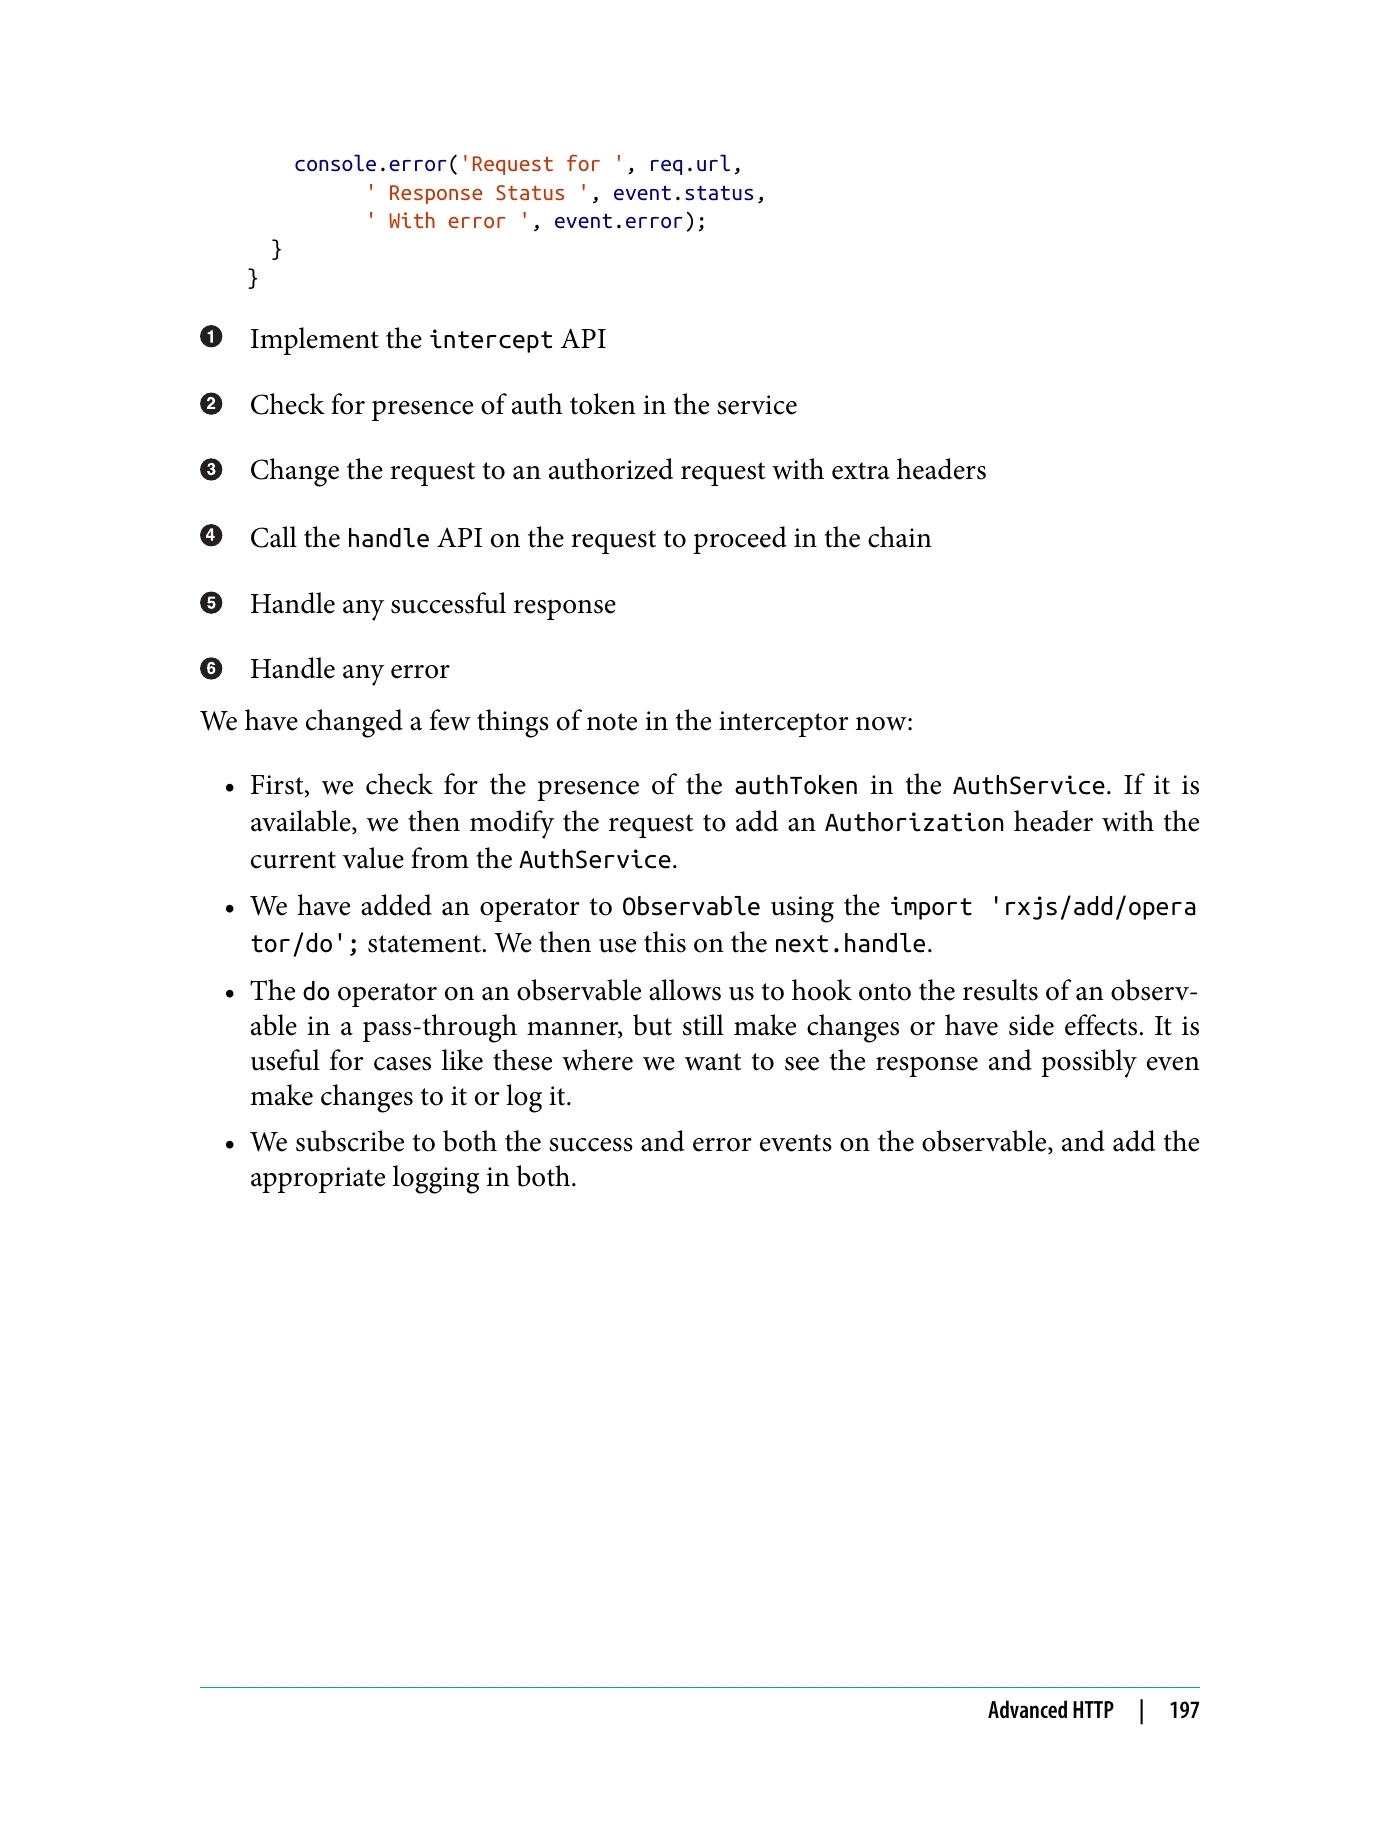 console.error('Request for ', req.url,
' Response Status ', event.status,
' With error ', event.error);
}
}
1 Implement the intercept API
2 Check for presence of auth token in the service
3 Change the request to an authorized request with extra headers
4 Call the handle API on the request to proceed in the chain
5 Handle any successful response
6 Handle any error
We have changed a few things of note in the interceptor now:
• First, we check for the presence of the authToken in the AuthService. If it is
available, we then modify the request to add an Authorization header with the
current value from the AuthService.
• We have added an operator to Observable using the import 'rxjs/add/opera
tor/do'; statement. We then use this on the next.handle.
• The do operator on an observable allows us to hook onto the results of an observ-
able in a pass-through manner, but still make changes or have side effects. It is
useful for cases like these where we want to see the response and possibly even
make changes to it or log it.
• We subscribe to both the success and error events on the observable, and add the
appropriate logging in both.
Advanced HTTP | 197